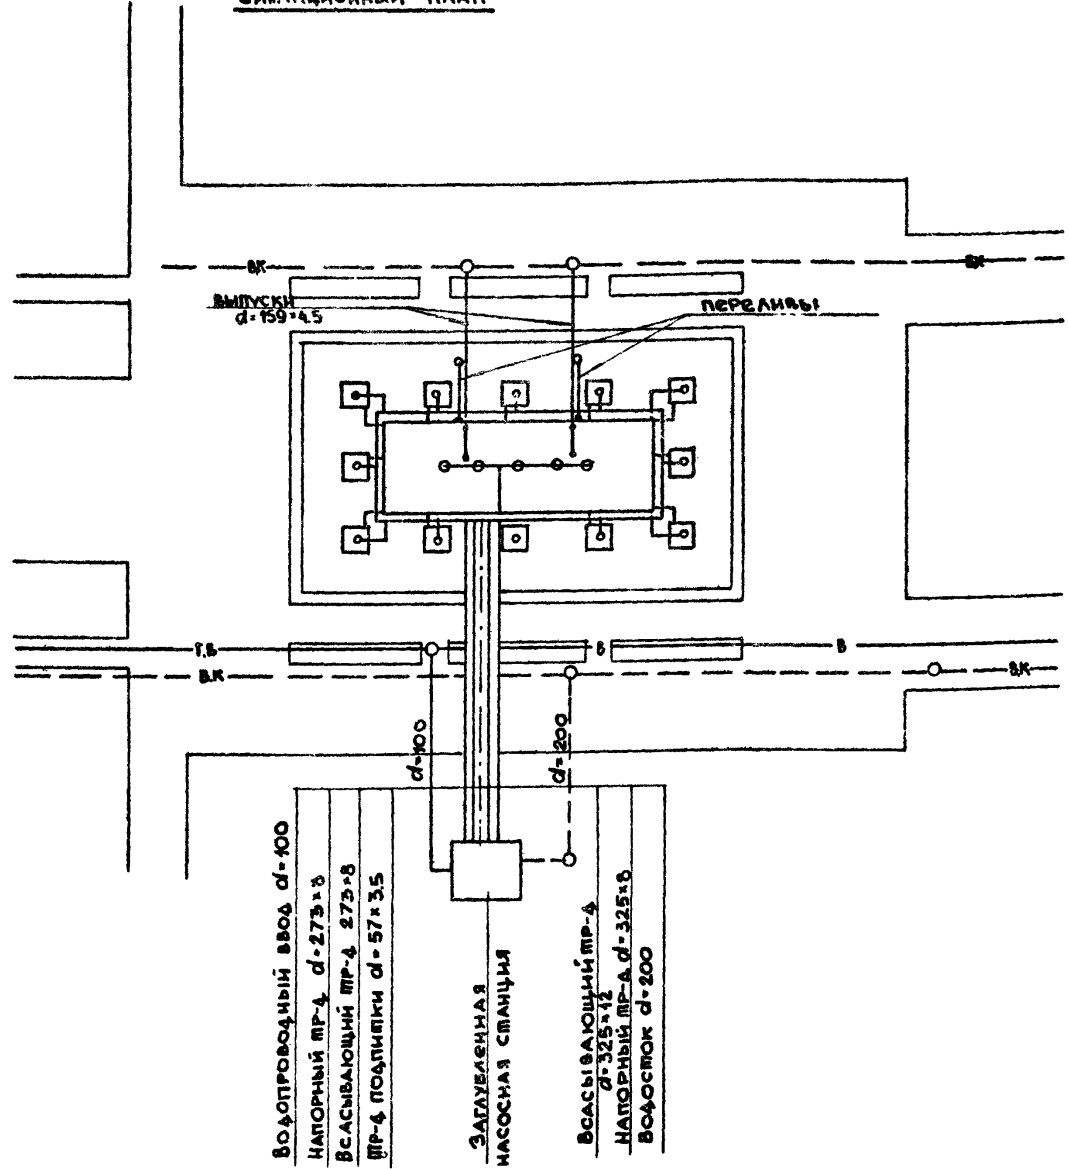 СИТУАЦИОННЫЙ ПЛАН
ВК
ВК
ВЫПУСКИ
d=159×4.5
ПЕРЕЛИВЫ
Г.В
В
В
В.К
В.К
d=100
d=200
ВОДОПРОВОДНЫЙ ВВОД d=100
НАПОРНЫЙ ТР-Д d=273×8
ВСАСЫВАЮЩИЙ ТР-Д 273×8
ТР-Д ПОДПИТКИ d=57×3.5
ЗАГЛУБЛЕННАЯ
НАСОСНАЯ СТАНЦИЯ
ВСАСЫВАЮЩИЙ ТР-Д
d=325×12
НАПОРНЫЙ ТР-Д d=325×8
ВОДОСТОК d=200